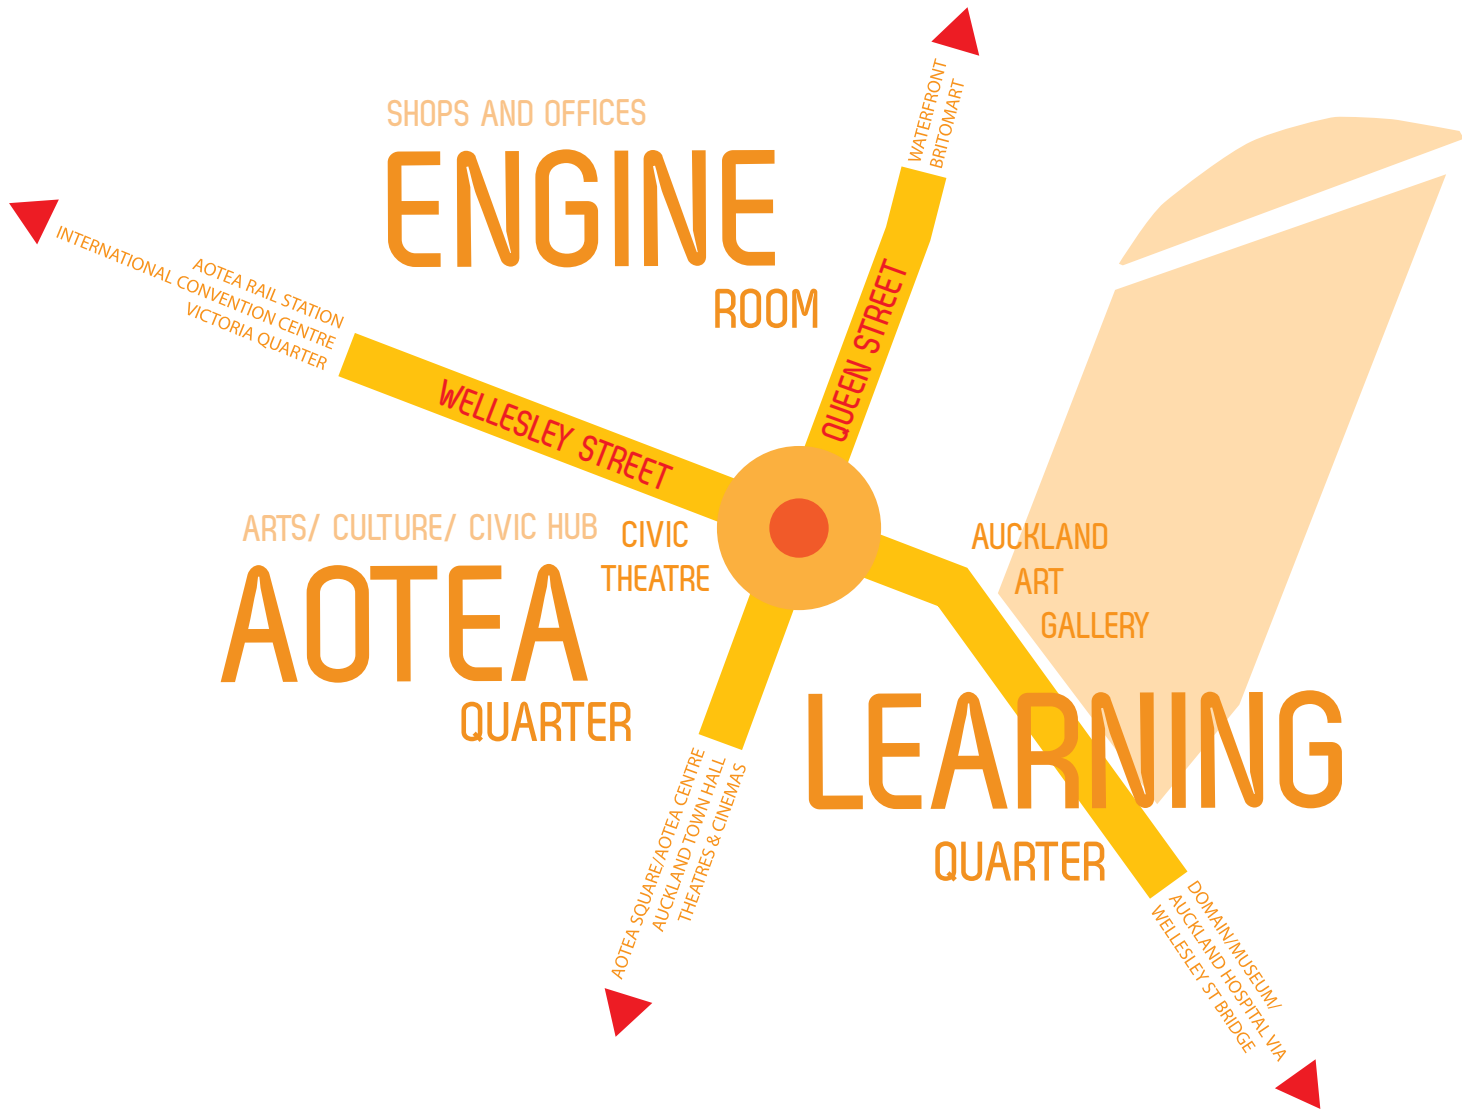 WATERFRONT
BRITOMART
SHOPS AND OFFICES
ENGINE
ROOM
AOTEA RAIL STATION
INTERNATIONAL CONVENTION CENTRE
VICTORIA QUARTER
QUEEN STREET
WELLESLEY STREET
ARTS/ CULTURE/ CIVIC HUB
AOTEA
QUARTER
CIVIC
THEATRE
AUCKLAND
ART
GALLERY
LEARNING
QUARTER
AOTEA SQUARE/AOTEA CENTRE
AUCKLAND TOWN HALL
THEATRES & CINEMAS
DOMAIN/MUSEUM/
AUCKLAND HOSPITAL VIA
WELLESLEY ST BRIDGE